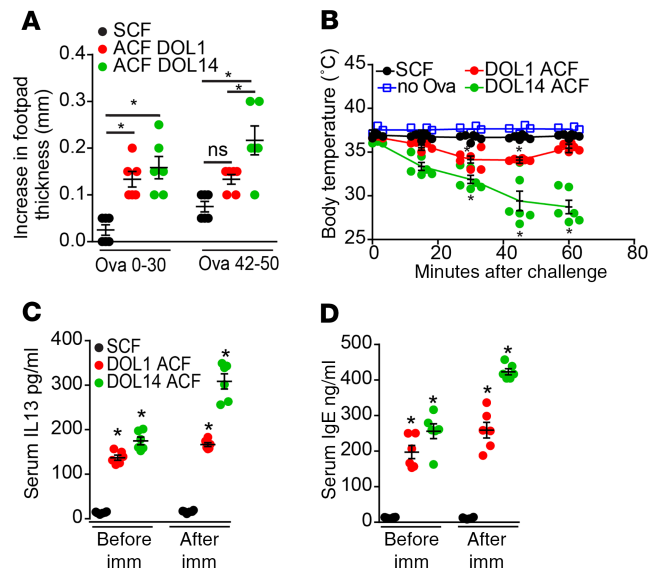 A
SCF
ACF DOL1
ACF DOL14
Increase in footpad
thickness (mm)
0.4
0.3
0.2
0.1
0.0
*
*
ns
*
*
Ova 0-30
Ova 42-50
B
Body temperature (°C)
45
40
35
30
25
SCF
DOL1 ACF
no Ova
DOL14 ACF
*
*
*
*
*
0
20
40
60
80
Minutes after challenge
C
SCF
DOL1 ACF
DOL14 ACF
Serum IL13 pg/ml
400
300
200
100
0
*
*
*
*
Before
imm
After
imm
D
Serum IgE ng/ml
500
400
300
200
100
0
*
*
*
*
Before
imm
After
imm